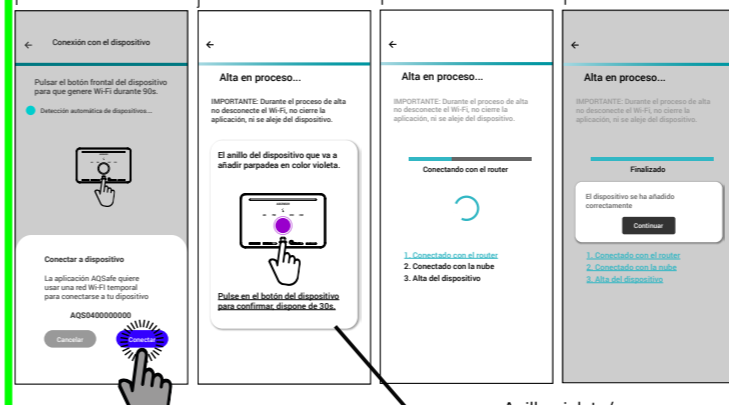 Conexión con el dispositivo
Pulsar el botón frontal del dispositivo
para que genere Wi-Fi durante 90s.
Detección automática de dispositivos...
Conectar a dispositivo
La aplicación AQSafe quiere
usar una red Wi-FI temporal
para conectarse a tu dipositivo
AQS0400000000
Cancelar
Conectar
Alta en proceso...
IMPORTANTE: Durante el proceso de alta
no desconecte el Wi-Fi, no cierre la
aplicación, ni se aleje del dispositivo.
El anillo del dispositivo que va a
añadir parpadea en color violeta.
Pulse en el botón del dispositivo
para confirmar, dispone de 30s.
Alta en proceso...
IMPORTANTE: Durante el proceso de alta
no desconecte el Wi-Fi, no cierre la
aplicación, ni se aleje del dispositivo.
Conectando con el router
1. Conectado con el router
2. Conectado con la nube
3. Alta del dispositivo
Alta en proceso...
IMPORTANTE: Durante el proceso de alta
no desconecte el Wi-Fi, no cierre la
aplicación, ni se aleje del dispositivo.
Finalizado
El dispositivo se ha añadido
correctamente
Continuar
1. Conectado con el router
2. Conectado con la nube
3. Alta del dispositivo